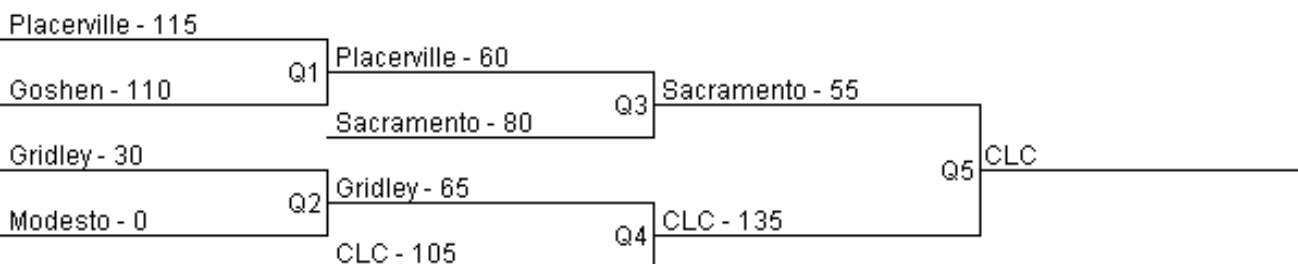 Placerville - 115
Q1
Goshen - 110
Placerville - 60
Q3
Sacramento - 80
Sacramento - 55
Q5
CLC
Gridley - 30
Q2
Modesto - 0
Gridley - 65
Q4
CLC - 105
CLC - 135